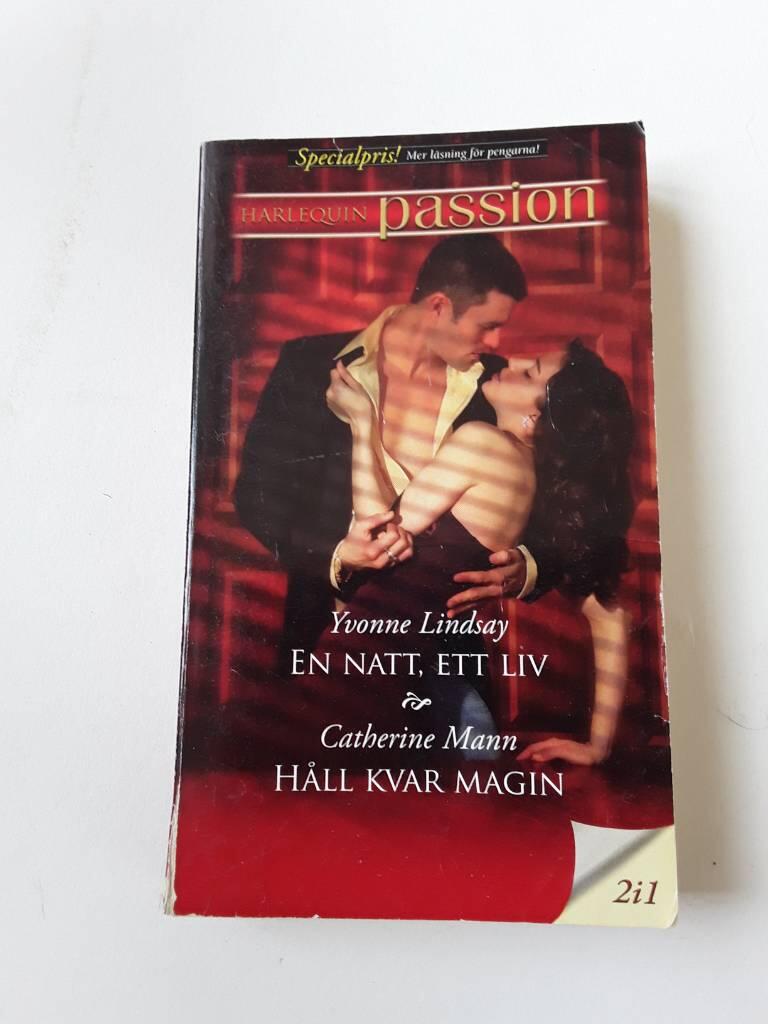 Specialpris! Mer läsning för pengarna!
HARLEQUIN passion
Yvonne Lindsay
EN NATT, ETT LIV
Catherine Mann
HÅLL KVAR MAGIN
2i1